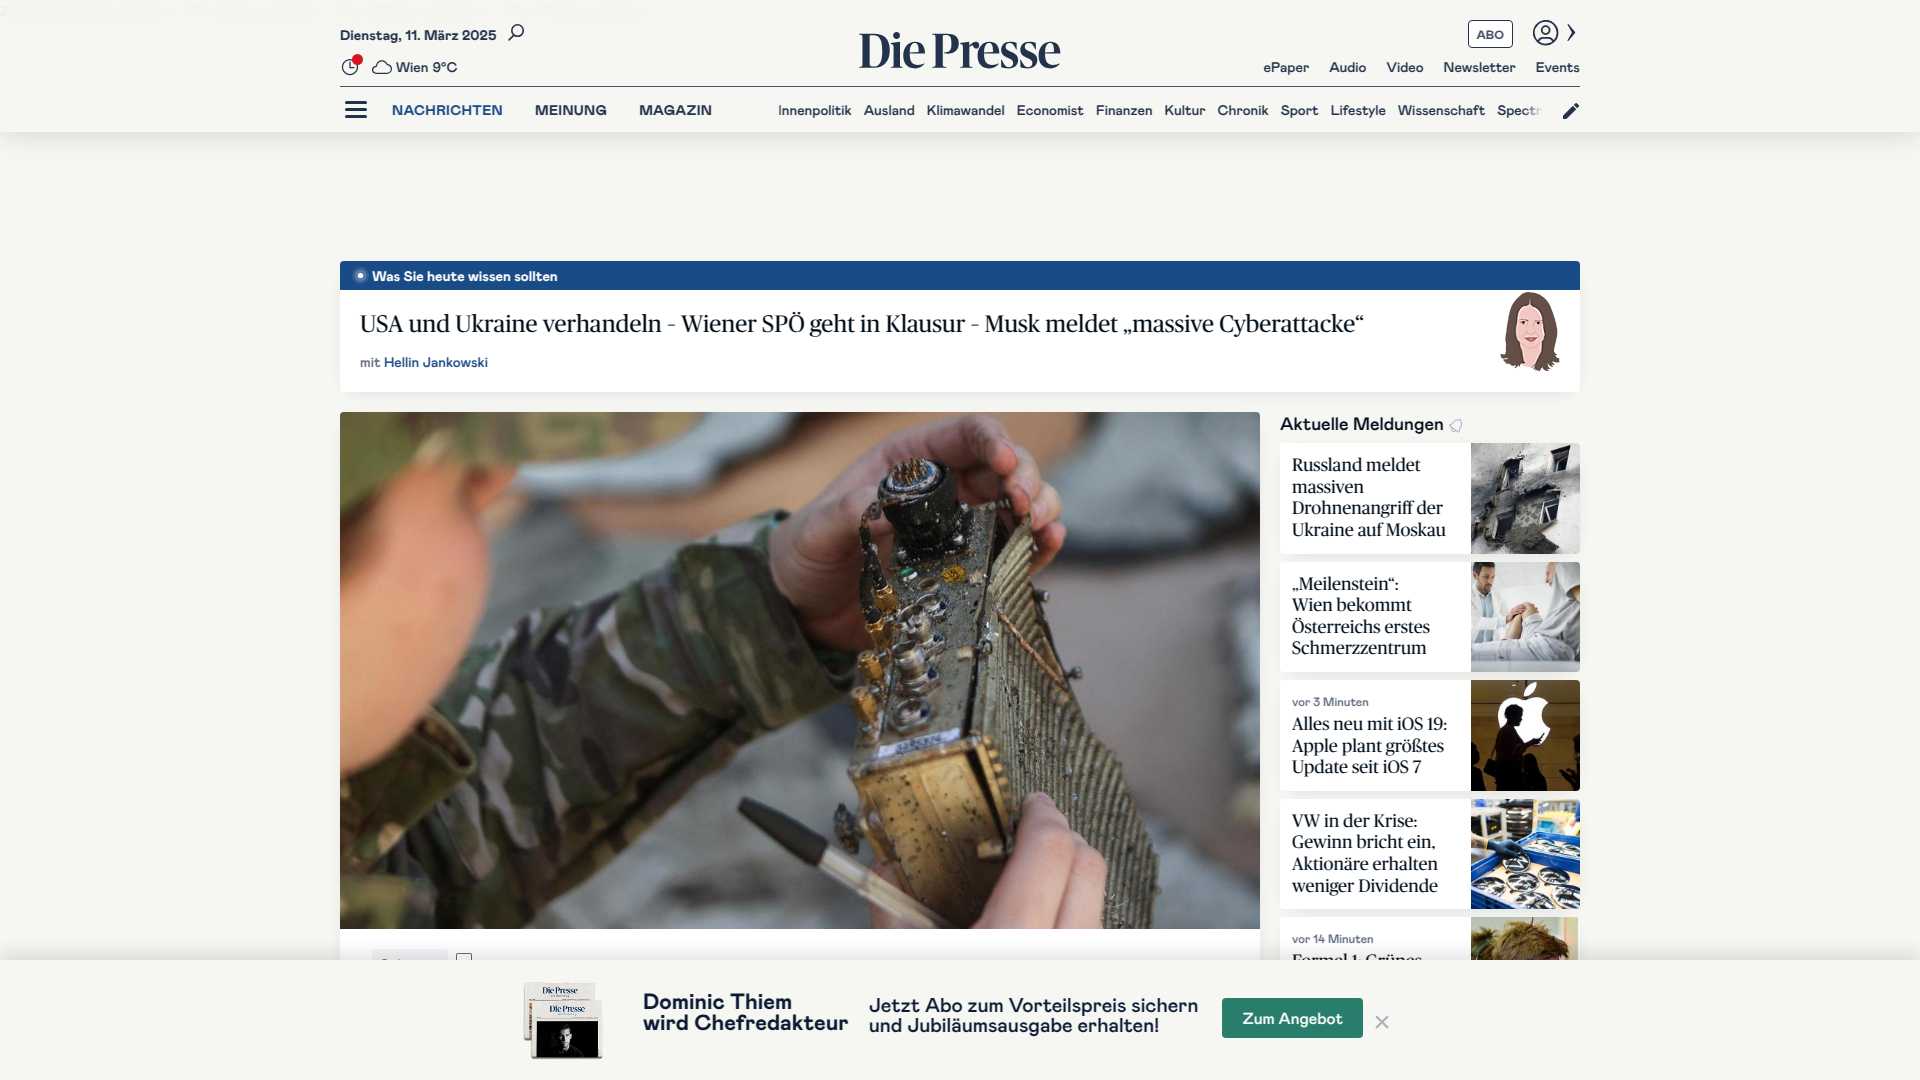 Dienstag, 11. März 2025
Wien 9°C
Die Presse
ABO
ePaper Audio Video Newsletter Events
NACHRICHTEN MEINUNG MAGAZIN
Innenpolitik Ausland Klimawandel Economist Finanzen Kultur Chronik Sport Lifestyle Wissenschaft
Was Sie heute wissen sollten
USA und Ukraine verhandeln – Wiener SPÖ geht in Klausur – Musk meldet „massive Cyberattacke“
mit Hellin Jankowski
Aktuelle Meldungen
Russland meldet
massiven
Drohnenangriff der
Ukraine auf Moskau
„Meilenstein“:
Wien bekommt
Österreichs erstes
Schmerzzentrum
vor 3 Minuten
Alles neu mit iOS 19:
Apple plant größtes
Update seit iOS 7
VW in der Krise:
Gewinn bricht ein,
Aktionäre erhalten
weniger Dividende
vor 14 Minuten
Formel 1: Grünes
Die Presse
Die Presse
Dominic Thiem
wird Chefredakteur
Jetzt Abo zum Vorteilspreis sichern
und Jubiläumsausgabe erhalten!
Zum Angebot